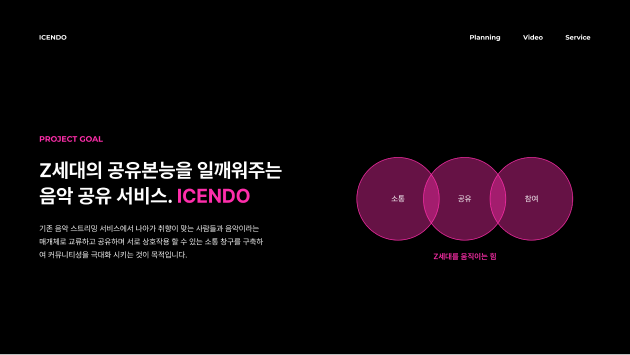 ICENDO
Planning Video Service
PROJECT GOAL
Z세대의 공유본능을 일깨워주는
음악 공유 서비스. ICENDO
기존 음악 스트리밍 서비스에서 나아가 취향이 맞는 사람들과 음악이라는
매개체로 교류하고 공유하며 서로 상호작용 할 수 있는 소통 창구를 구축하
여 커뮤니티성을 극대화 시키는 것이 목적입니다.
소통 공유 참여
Z세대를 움직이는 힘